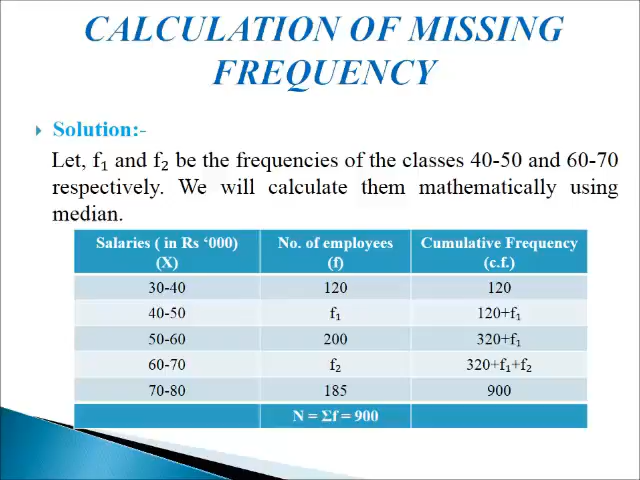 CALCULATION OF MISSING
FREQUENCY
Solution:-
Let, f₁ and f₂ be the frequencies of the classes 40-50 and 60-70
respectively. We will calculate them mathematically using
median.
Salaries ( in Rs ‘000) No. of employees Cumulative Frequency
(X) (f) (c.f.)
30-40 120 120
40-50 f₁ 120+f₁
50-60 200 320+f₁
60-70 f₂ 320+f₁+f₂
70-80 185 900
N = Σf = 900